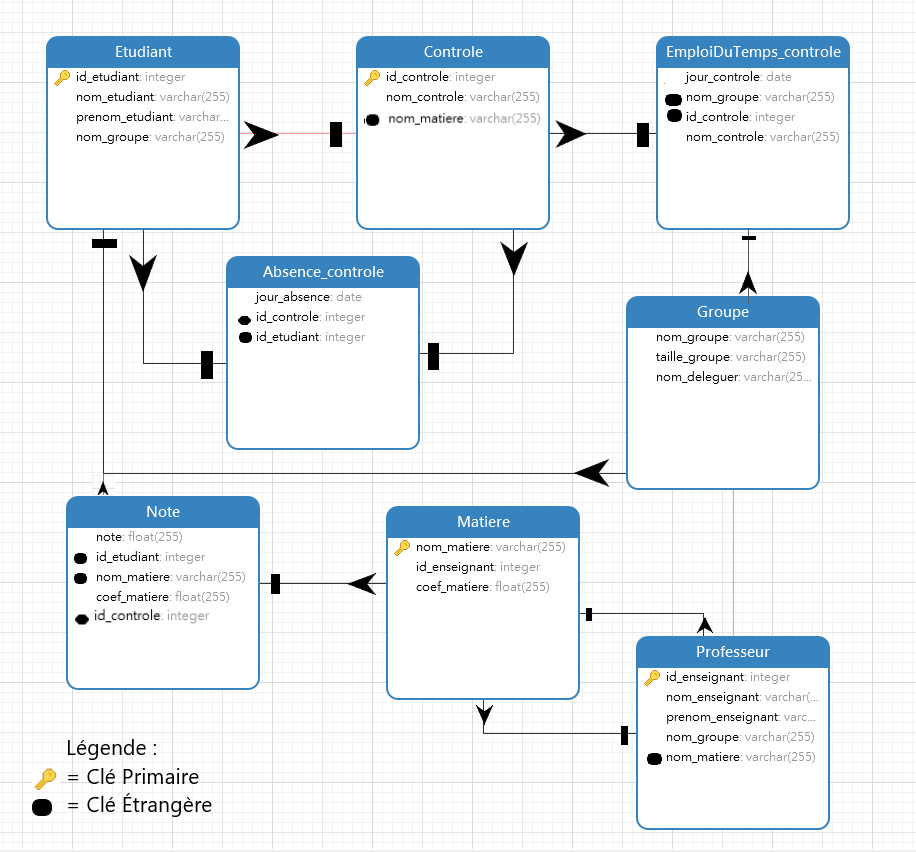 Etudiant
id_etudiant: integer
nom_etudiant: varchar(255)
prenom_etudiant: varchar...
nom_groupe: varchar(255)
Controle
id_controle: integer
nom_controle: varchar(255)
nom_matiere: varchar(255)
EmploiDuTemps_controle
jour_controle: date
nom_groupe: varchar(255)
id_controle: integer
nom_controle: varchar(255)
Absence_controle
jour_absence: date
id_controle: integer
id_etudiant: integer
Groupe
nom_groupe: varchar(255)
taille_groupe: varchar(255)
nom_deleguer: varchar(25...
Note
note: float(255)
id_etudiant: integer
nom_matiere: varchar(255)
coef_matiere: float(255)
id_controle: integer
Matiere
nom_matiere: varchar(255)
id_enseignant: integer
coef_matiere: float(255)
Professeur
id_enseignant: integer
nom_enseignant: varchar(...
prenom_enseignant: varc...
nom_groupe: varchar(255)
nom_matiere: varchar(255)
Légende :
= Clé Primaire
= Clé Étrangère